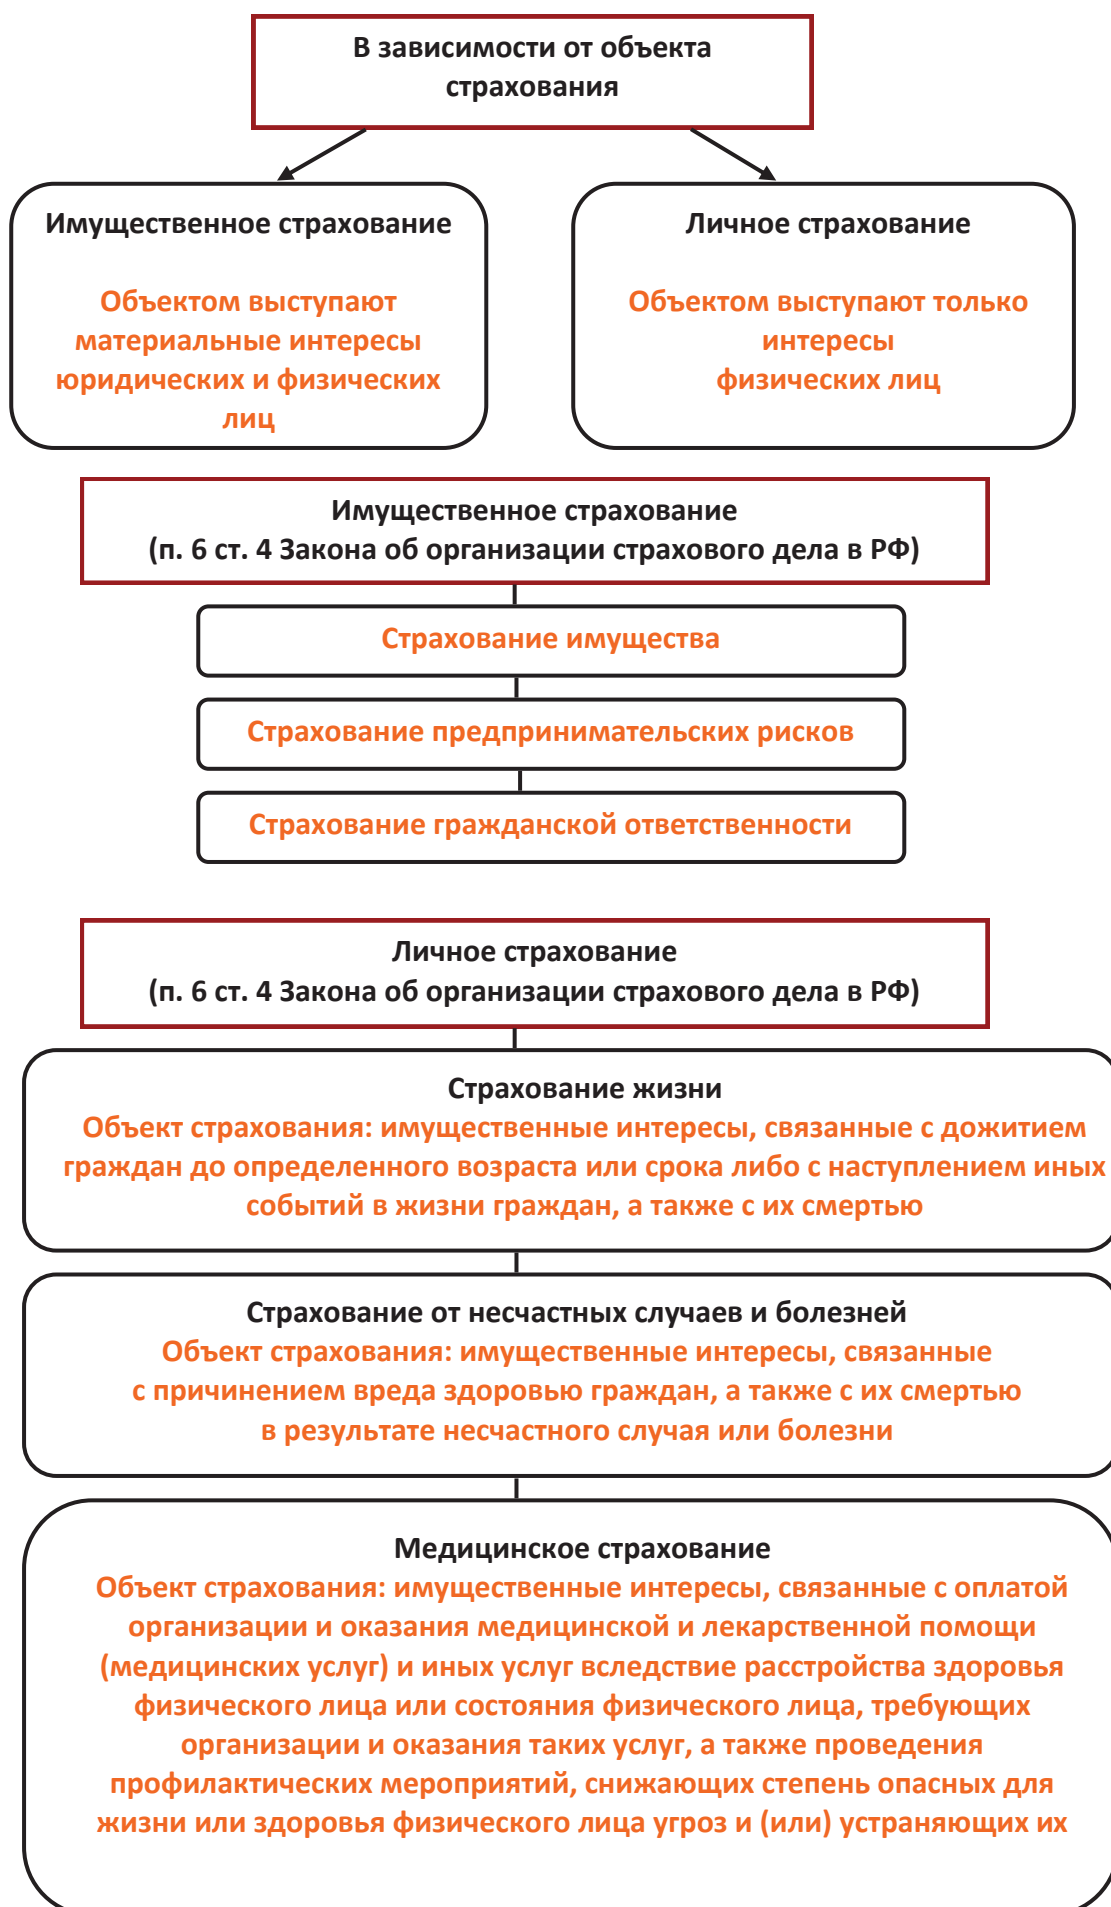 В зависимости от объекта
страхования
Имущественное страхование
Объектом выступают
материальные интересы
юридических и физических
лиц
Личное страхование
Объектом выступают только
интересы
физических лиц
Имущественное страхование
(п. 6 ст. 4 Закона об организации страхового дела в РФ)
Страхование имущества
Страхование предпринимательских рисков
Страхование гражданской ответственности
Личное страхование
(п. 6 ст. 4 Закона об организации страхового дела в РФ)
Страхование жизни
Объект страхования: имущественные интересы, связанные с дожитием
граждан до определенного возраста или срока либо с наступлением иных
событий в жизни граждан, а также с их смертью
Страхование от несчастных случаев и болезней
Объект страхования: имущественные интересы, связанные
с причинением вреда здоровью граждан, а также с их смертью
в результате несчастного случая или болезни
Медицинское страхование
Объект страхования: имущественные интересы, связанные с оплатой
организации и оказания медицинской и лекарственной помощи
(медицинских услуг) и иных услуг вследствие расстройства здоровья
физического лица или состояния физического лица, требующих
организации и оказания таких услуг, а также проведения
профилактических мероприятий, снижающих степень опасных для
жизни или здоровья физического лица угроз и (или) устраняющих их